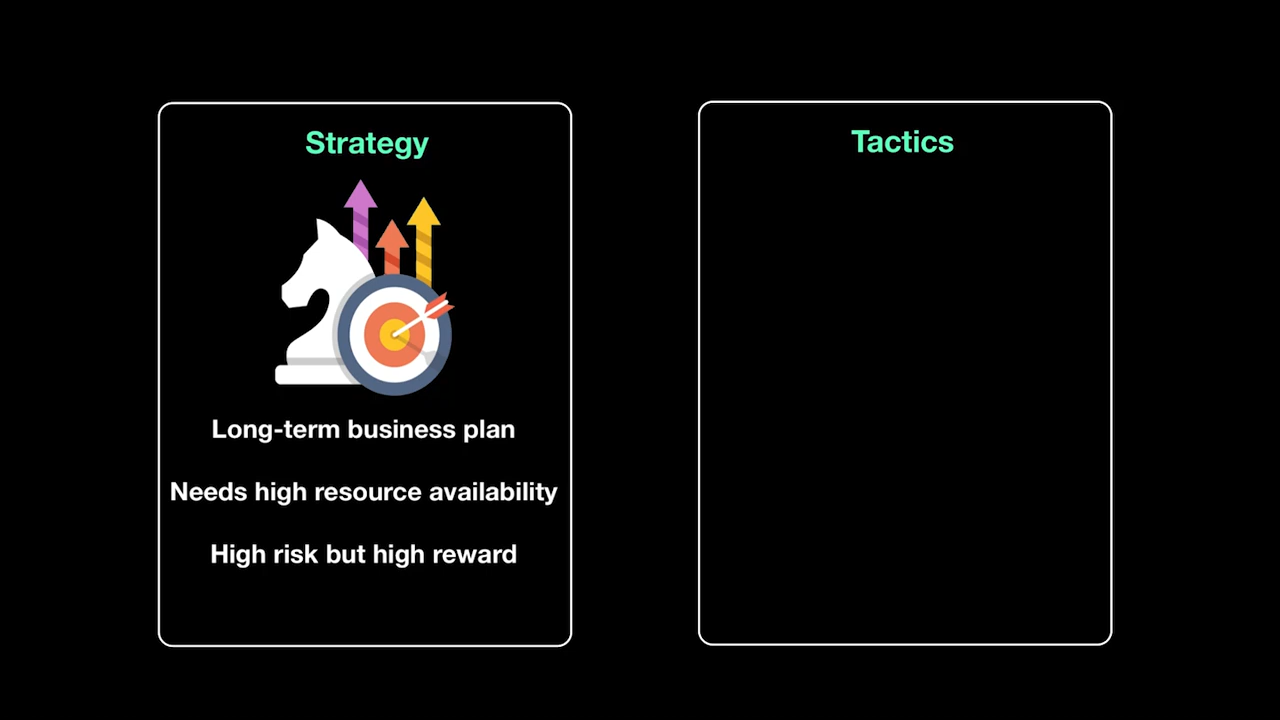 Strategy
Long-term business plan
Needs high resource availability
High risk but high reward
Tactics